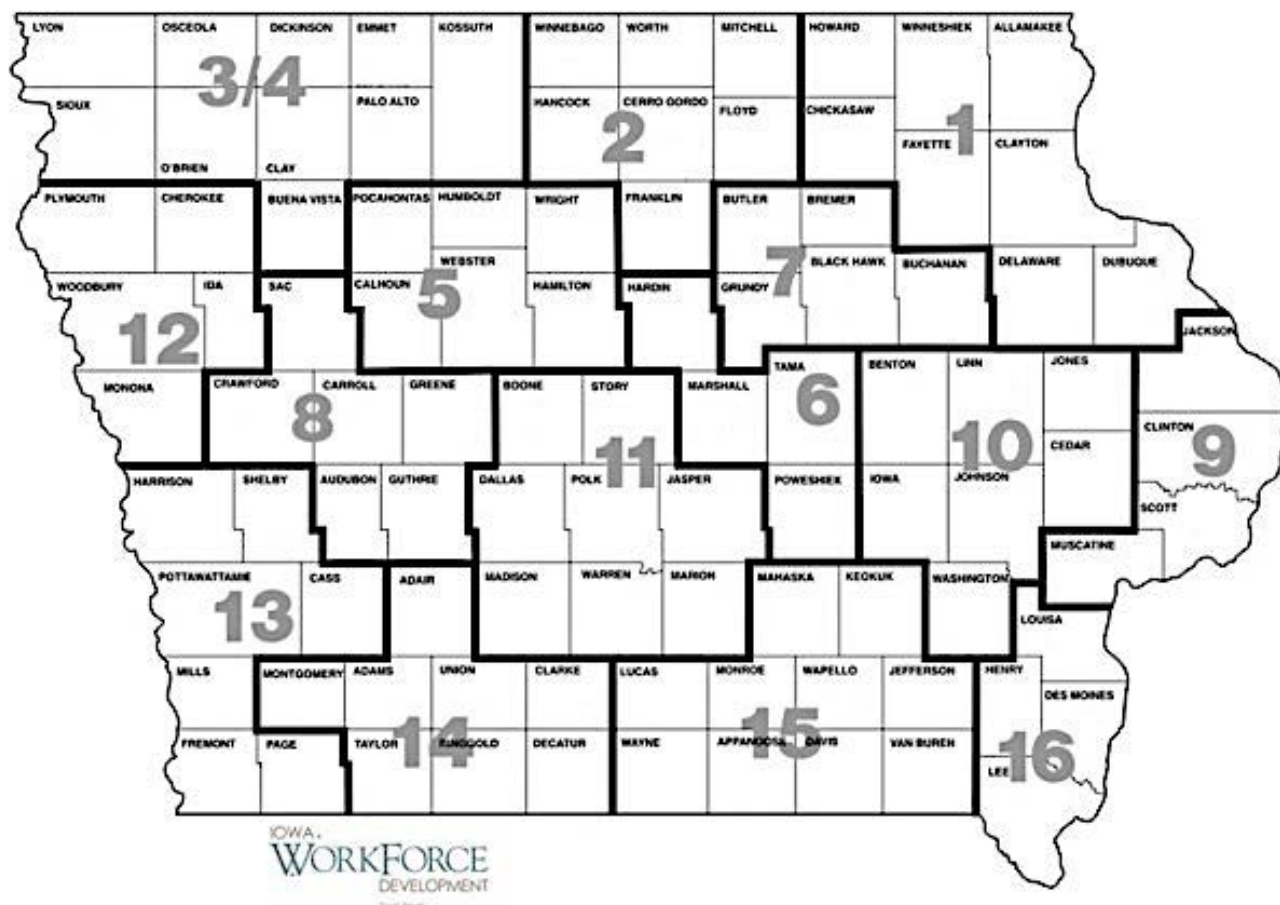 LYON OSCEOLA DICKINSON EMMET KOSSUTH WINNEBAGO WORTH MITCHELL HOWARD WINNESHIEK ALLAMAKEE
3/4
SIOUX PALO ALTO HANCOCK CERRO GORDO FLOYD CHICKASAW
2 1
FAYETTE CLAYTON
O'BRIEN CLAY
PLYMOUTH CHEROKEE BUENA VISTA POCAHONTAS HUMBOLDT WRIGHT FRANKLIN BUTLER BREMER
WEBSTER BLACK HAWK BUCHANAN DELAWARE DUBUQUE
5 7
WOODBURY IDA SAC CALHOUN HAMILTON HARDIN GRUNDY
12
JACKSON
MONONA CRAWFORD CARROLL GREENE BOONE STORY MARSHALL TAMA BENTON LINN JONES
8 6
CLINTON
11 10 9
CEDAR
HARRISON SHELBY AUDUBON GUTHRIE DALLAS POLK JASPER POWESHIEK IOWA JOHNSON
SCOTT
MUSCATINE
POTTAWATTAMIE CASS ADAIR MADISON WARREN MARION MAHASKA KEOKUK WASHINGTON
13
LOUISA
MILLS MONTGOMERY ADAMS UNION CLARKE LUCAS MONROE WAPELLO JEFFERSON HENRY
DES MOINES
14 15 16
FREMONT PAGE TAYLOR RINGGOLD DECATUR WAYNE APPANOOSA DAVIS VAN BUREN
LEE
IOWA
WORKFORCE
DEVELOPMENT